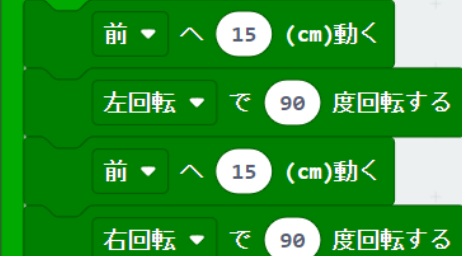 前 へ 15 (cm)動く
左回転 で 90 度回転する
前 へ 15 (cm)動く
右回転 で 90 度回転する